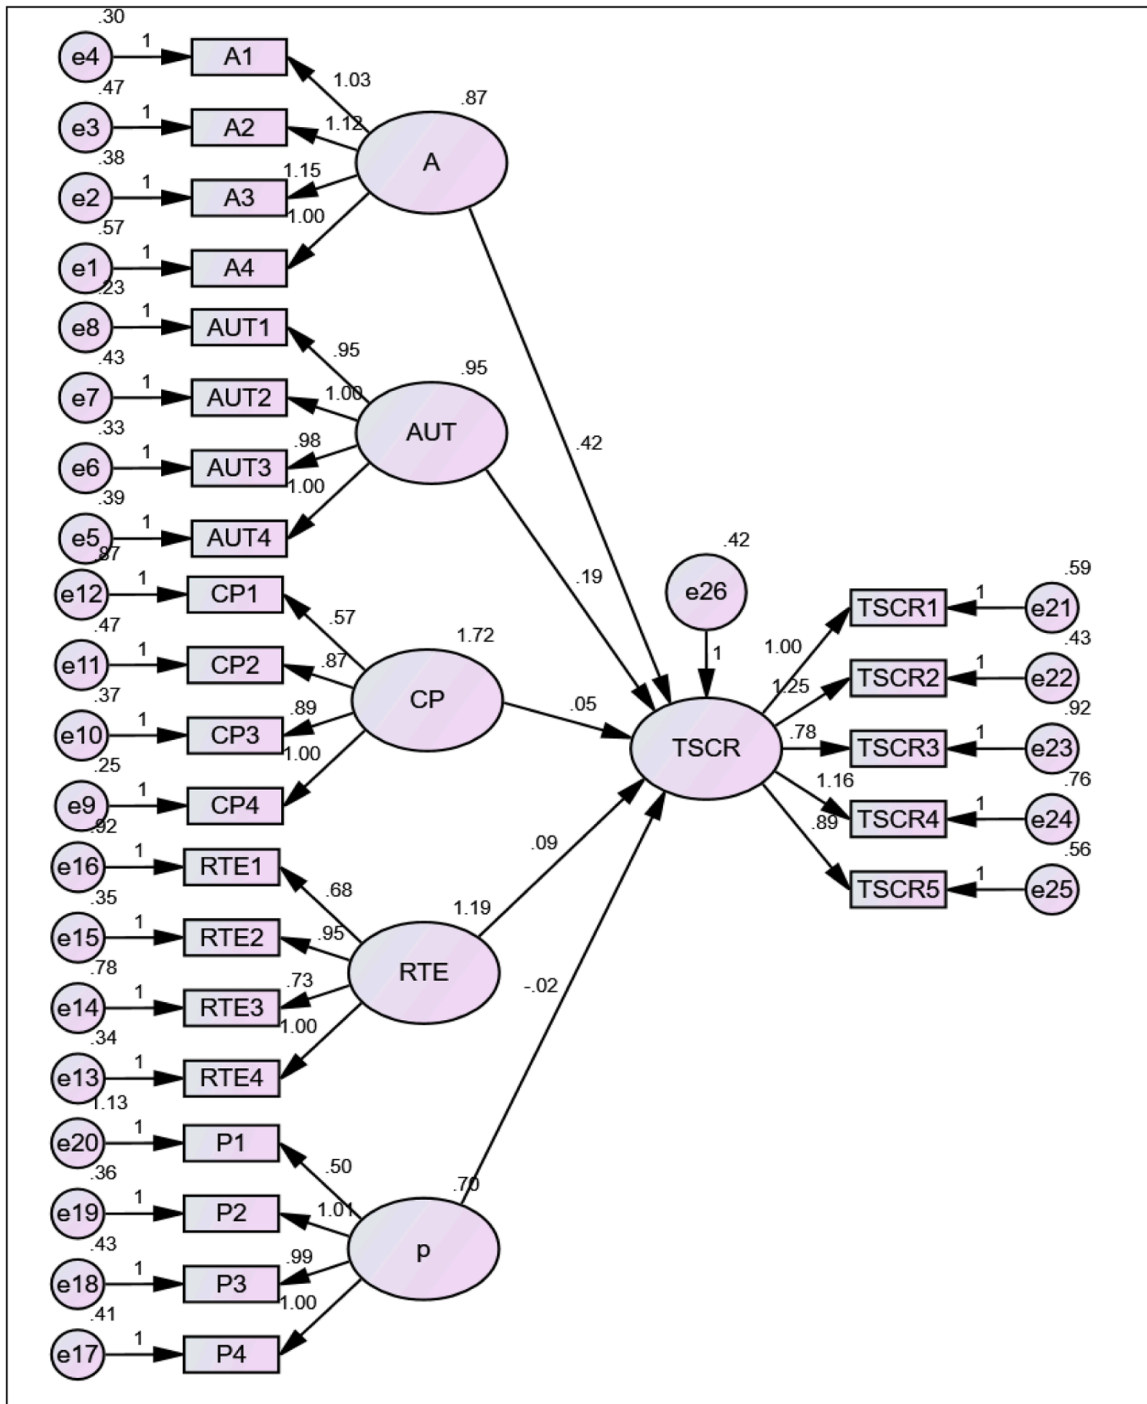 .30
e4 1 A1
1.03
.87
.47
e3 1 A2
1.12
A
.38
e2 1 A3
1.15
.57
1.00
e1 1 A4
.23
e8 1 AUT1
.95
.95
.43
e7 1 AUT2
1.00
AUT
.33
e6 1 AUT3
.98
.39
1.00
e5 1 AUT4
.87
e12 1 CP1
.57
1.72
.47
e11 1 CP2
.87
CP
.37
e10 1 CP3
.89
.25
1.00
e9 1 CP4
.92
e16 1 RTE1
.68
1.19
.35
e15 1 RTE2
.95
RTE
.78
e14 1 RTE3
.73
.34
1.00
e13 1 RTE4
1.13
e20 1 P1
.50
.70
.36
e19 1 P2
1.01
p
.43
e18 1 P3
.99
.41
1.00
e17 1 P4
.42
.19
.05
.09
-.02
.42
e26
1
TSCR
.59
1.00
TSCR1 1 e21
.43
1.25
TSCR2 1 e22
.92
.78
TSCR3 1 e23
.76
1.16
TSCR4 1 e24
.56
.89
TSCR5 1 e25